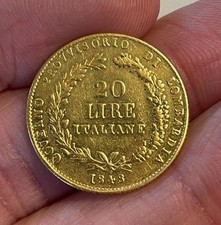 GOVERNO PROVVISORIO DI LOMBARDIA
20
LIRE
ITALIANE
1848